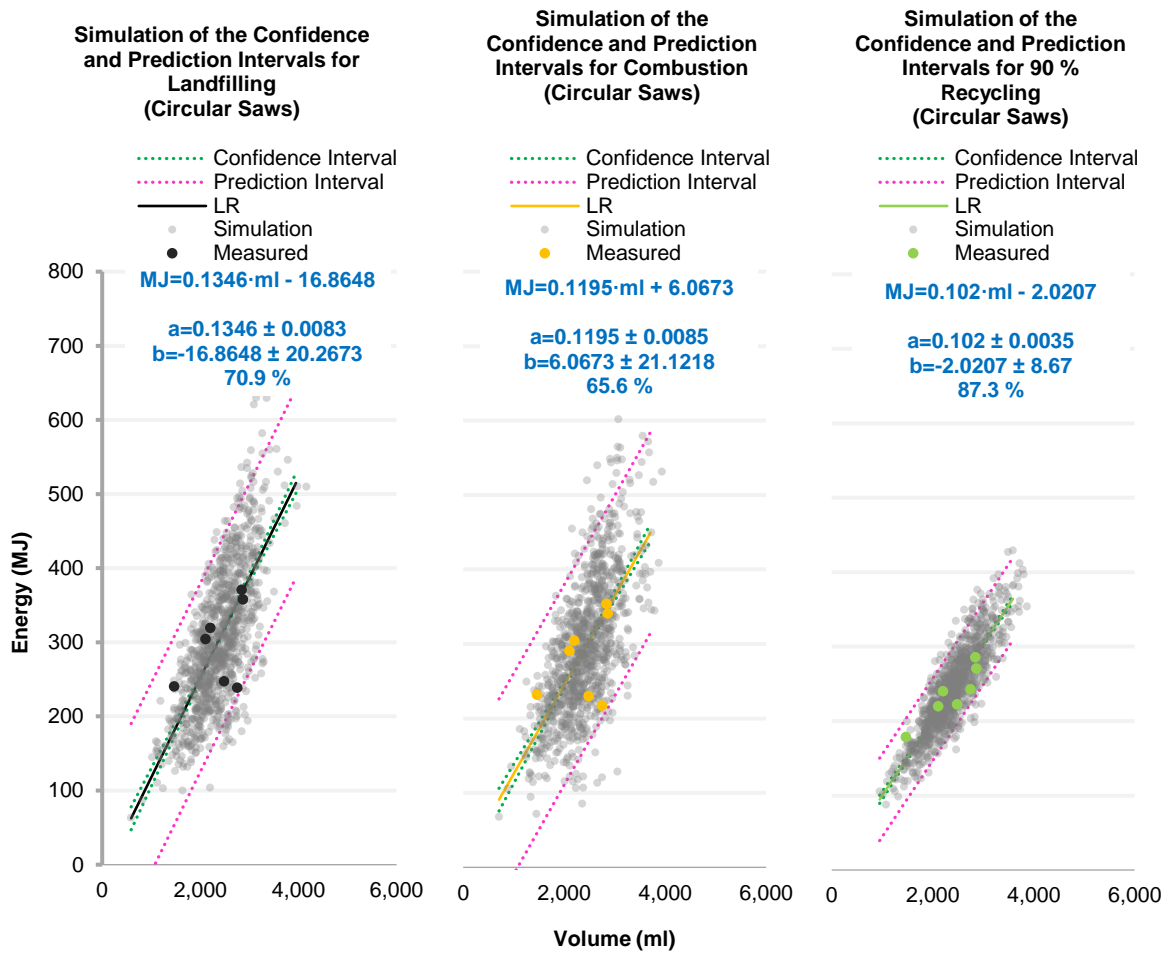 Simulation of the Confidence
and Prediction Intervals for
Landfilling
(Circular Saws)
Confidence Interval
Prediction Interval
LR
Simulation
Measured
MJ=0.1346·ml - 16.8648
a=0.1346 ± 0.0083
b=-16.8648 ± 20.2673
70.9 %
Simulation of the
Confidence and Prediction
Intervals for Combustion
(Circular Saws)
Confidence Interval
Prediction Interval
LR
Simulation
Measured
MJ=0.1195·ml + 6.0673
a=0.1195 ± 0.0085
b=6.0673 ± 21.1218
65.6 %
Simulation of the
Confidence and Prediction
Intervals for 90 %
Recycling
(Circular Saws)
Confidence Interval
Prediction Interval
LR
Simulation
Measured
MJ=0.102·ml - 2.0207
a=0.102 ± 0.0035
b=-2.0207 ± 8.67
87.3 %
Energy (MJ)
800
700
600
500
400
300
200
100
0
0 2,000 4,000 6,000
0 2,000 4,000 6,000
0 2,000 4,000 6,000
Volume (ml)